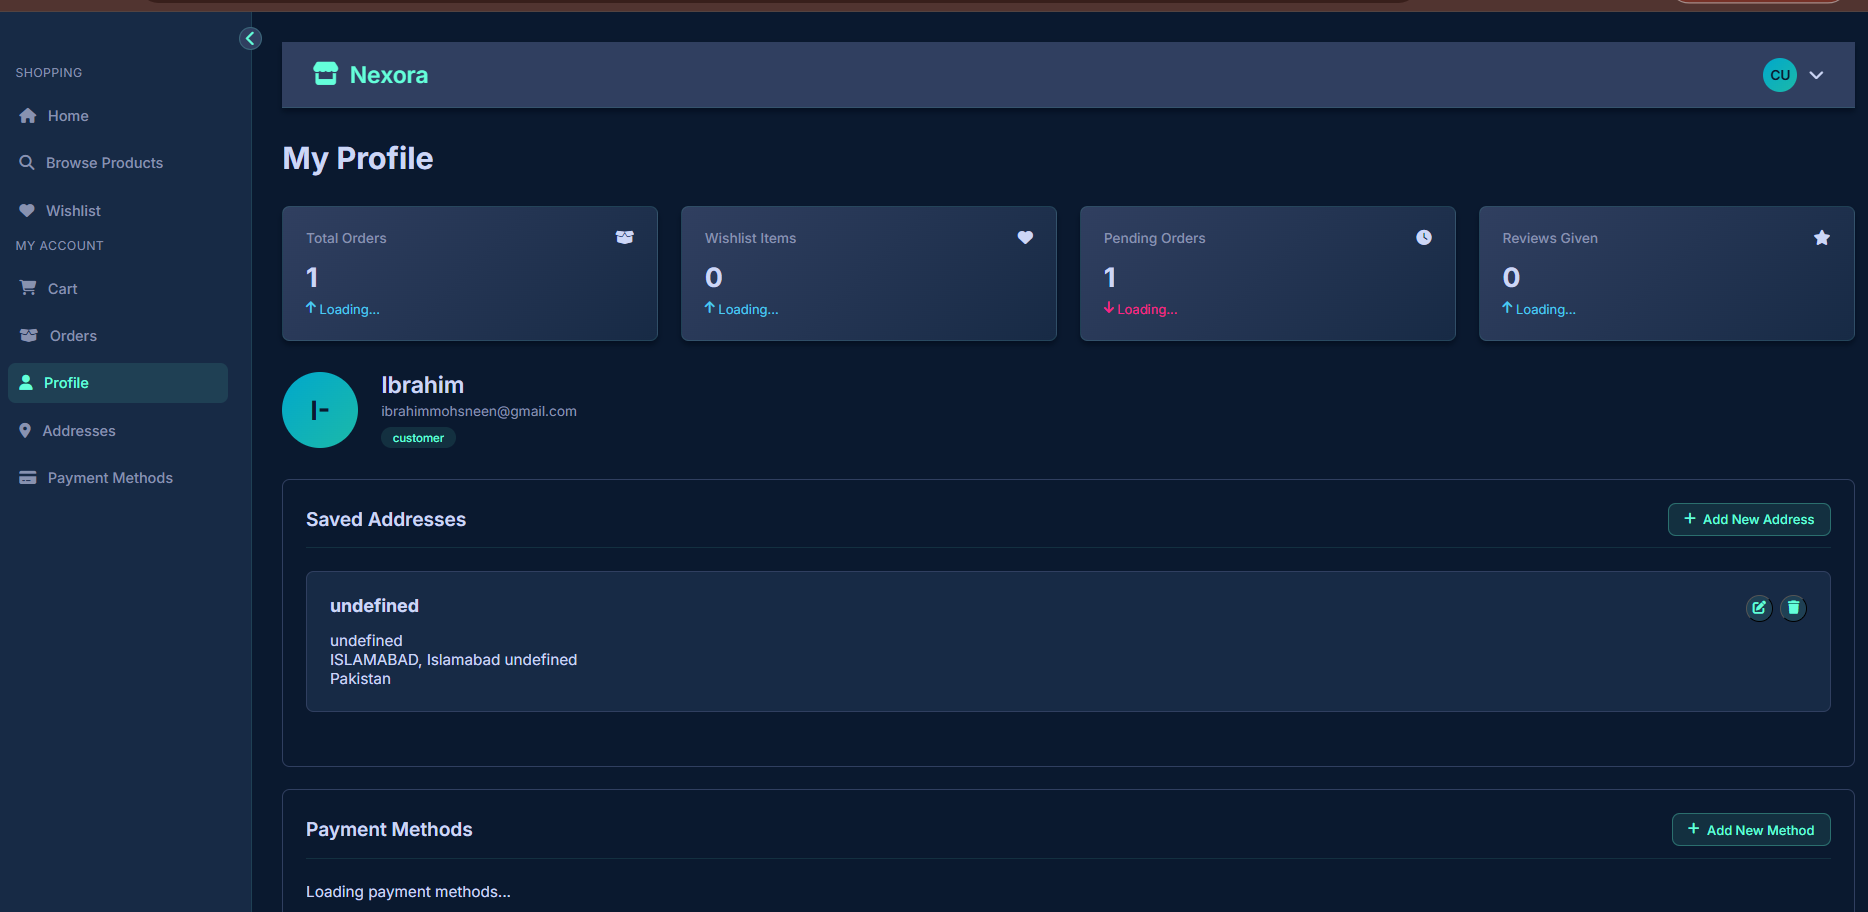 SHOPPING
Home
Browse Products
Wishlist
MY ACCOUNT
Cart
Orders
Profile
Addresses
Payment Methods
Nexora
CU
My Profile
Total Orders
1
Loading...
Wishlist Items
0
Loading...
Pending Orders
1
Loading...
Reviews Given
0
Loading...
I-
Ibrahim
ibrahimmohsneen@gmail.com
customer
Saved Addresses
Add New Address
undefined
undefined
ISLAMABAD, Islamabad undefined
Pakistan
Payment Methods
Add New Method
Loading payment methods...